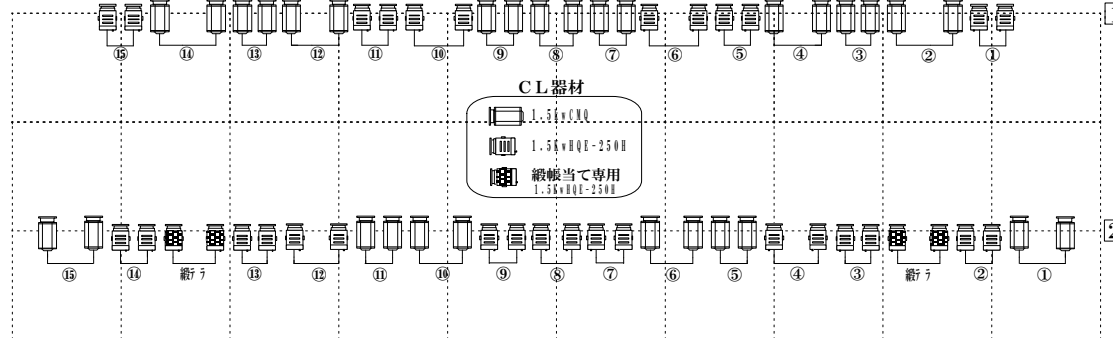 1
⑮ ⑭ ⑬ ⑫ ⑪ ⑩ ⑨ ⑧ ⑦ ⑥ ⑤ ④ ③ ② ①
CL器材
1.5KwCMQ
1.5KwHQE-250H
緞帳当て専用
1.5KwHQE-250H
2
⑮ ⑭ 緞テラ ⑬ ⑫ ⑪ ⑩ ⑨ ⑧ ⑦ ⑥ ⑤ ④ ③ 緞テラ ② ①